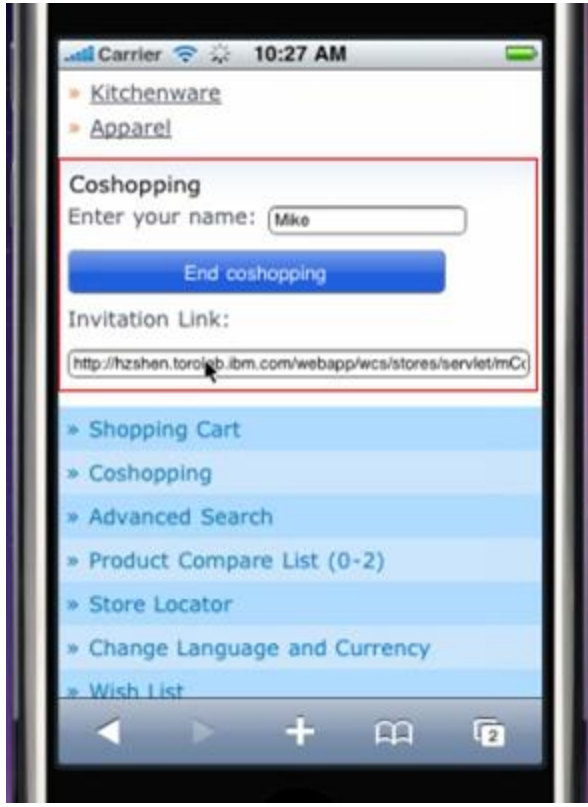 Carrier 10:27 AM
» Kitchenware
» Apparel
Coshopping
Enter your name: Mike
End coshopping
Invitation Link:
http://hzshen.torolab.ibm.com/webapp/wcs/stores/servlet/mCo
» Shopping Cart
» Coshopping
» Advanced Search
» Product Compare List (0-2)
» Store Locator
» Change Language and Currency
» Wish List
2